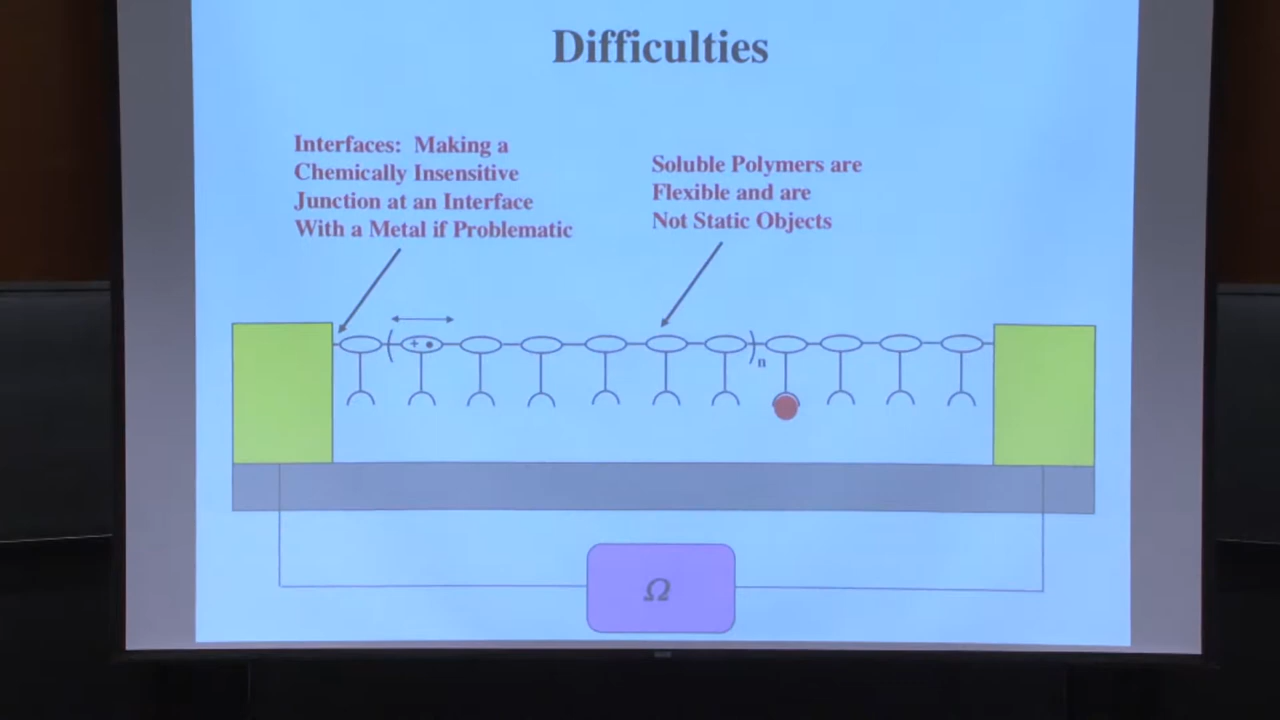 Difficulties
Interfaces: Making a
Chemically Insensitive
Junction at an Interface
With a Metal if Problematic
Soluble Polymers are
Flexible and are
Not Static Objects
+ •
n
Ω